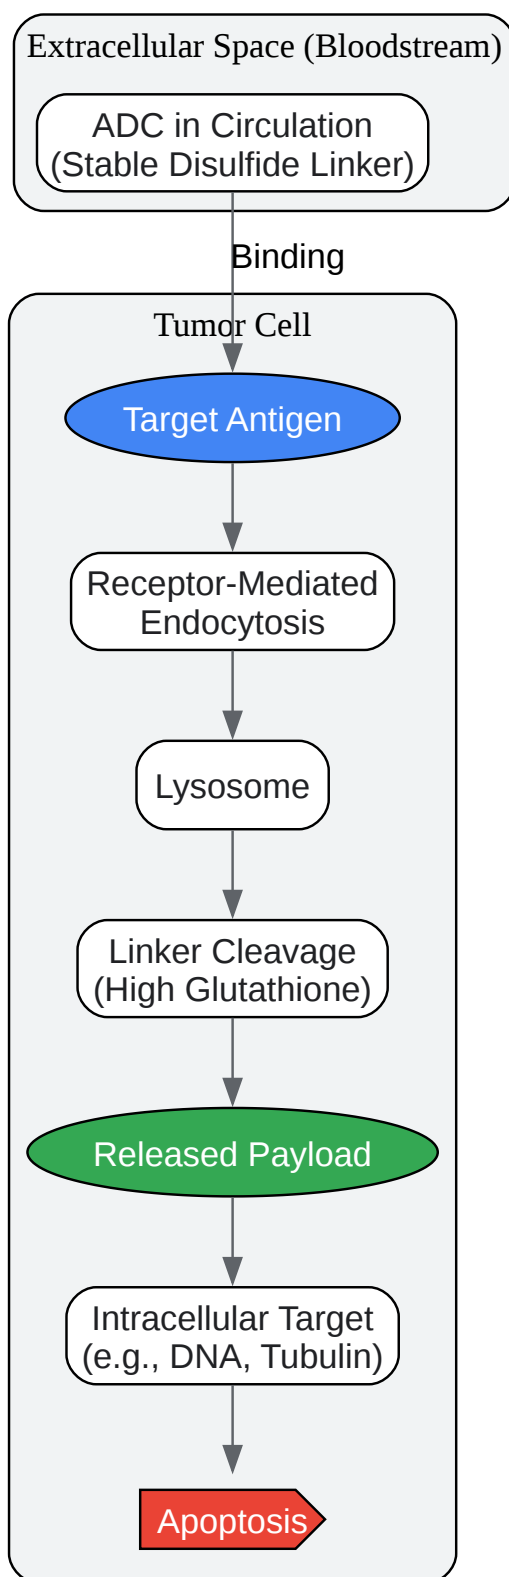 Extracellular Space (Bloodstream)
ADC in Circulation
(Stable Disulfide Linker)
Binding
Tumor Cell
Target Antigen
Receptor-Mediated
Endocytosis
Lysosome
Linker Cleavage
(High Glutathione)
Released Payload
Intracellular Target
(e.g., DNA, Tubulin)
Apoptosis